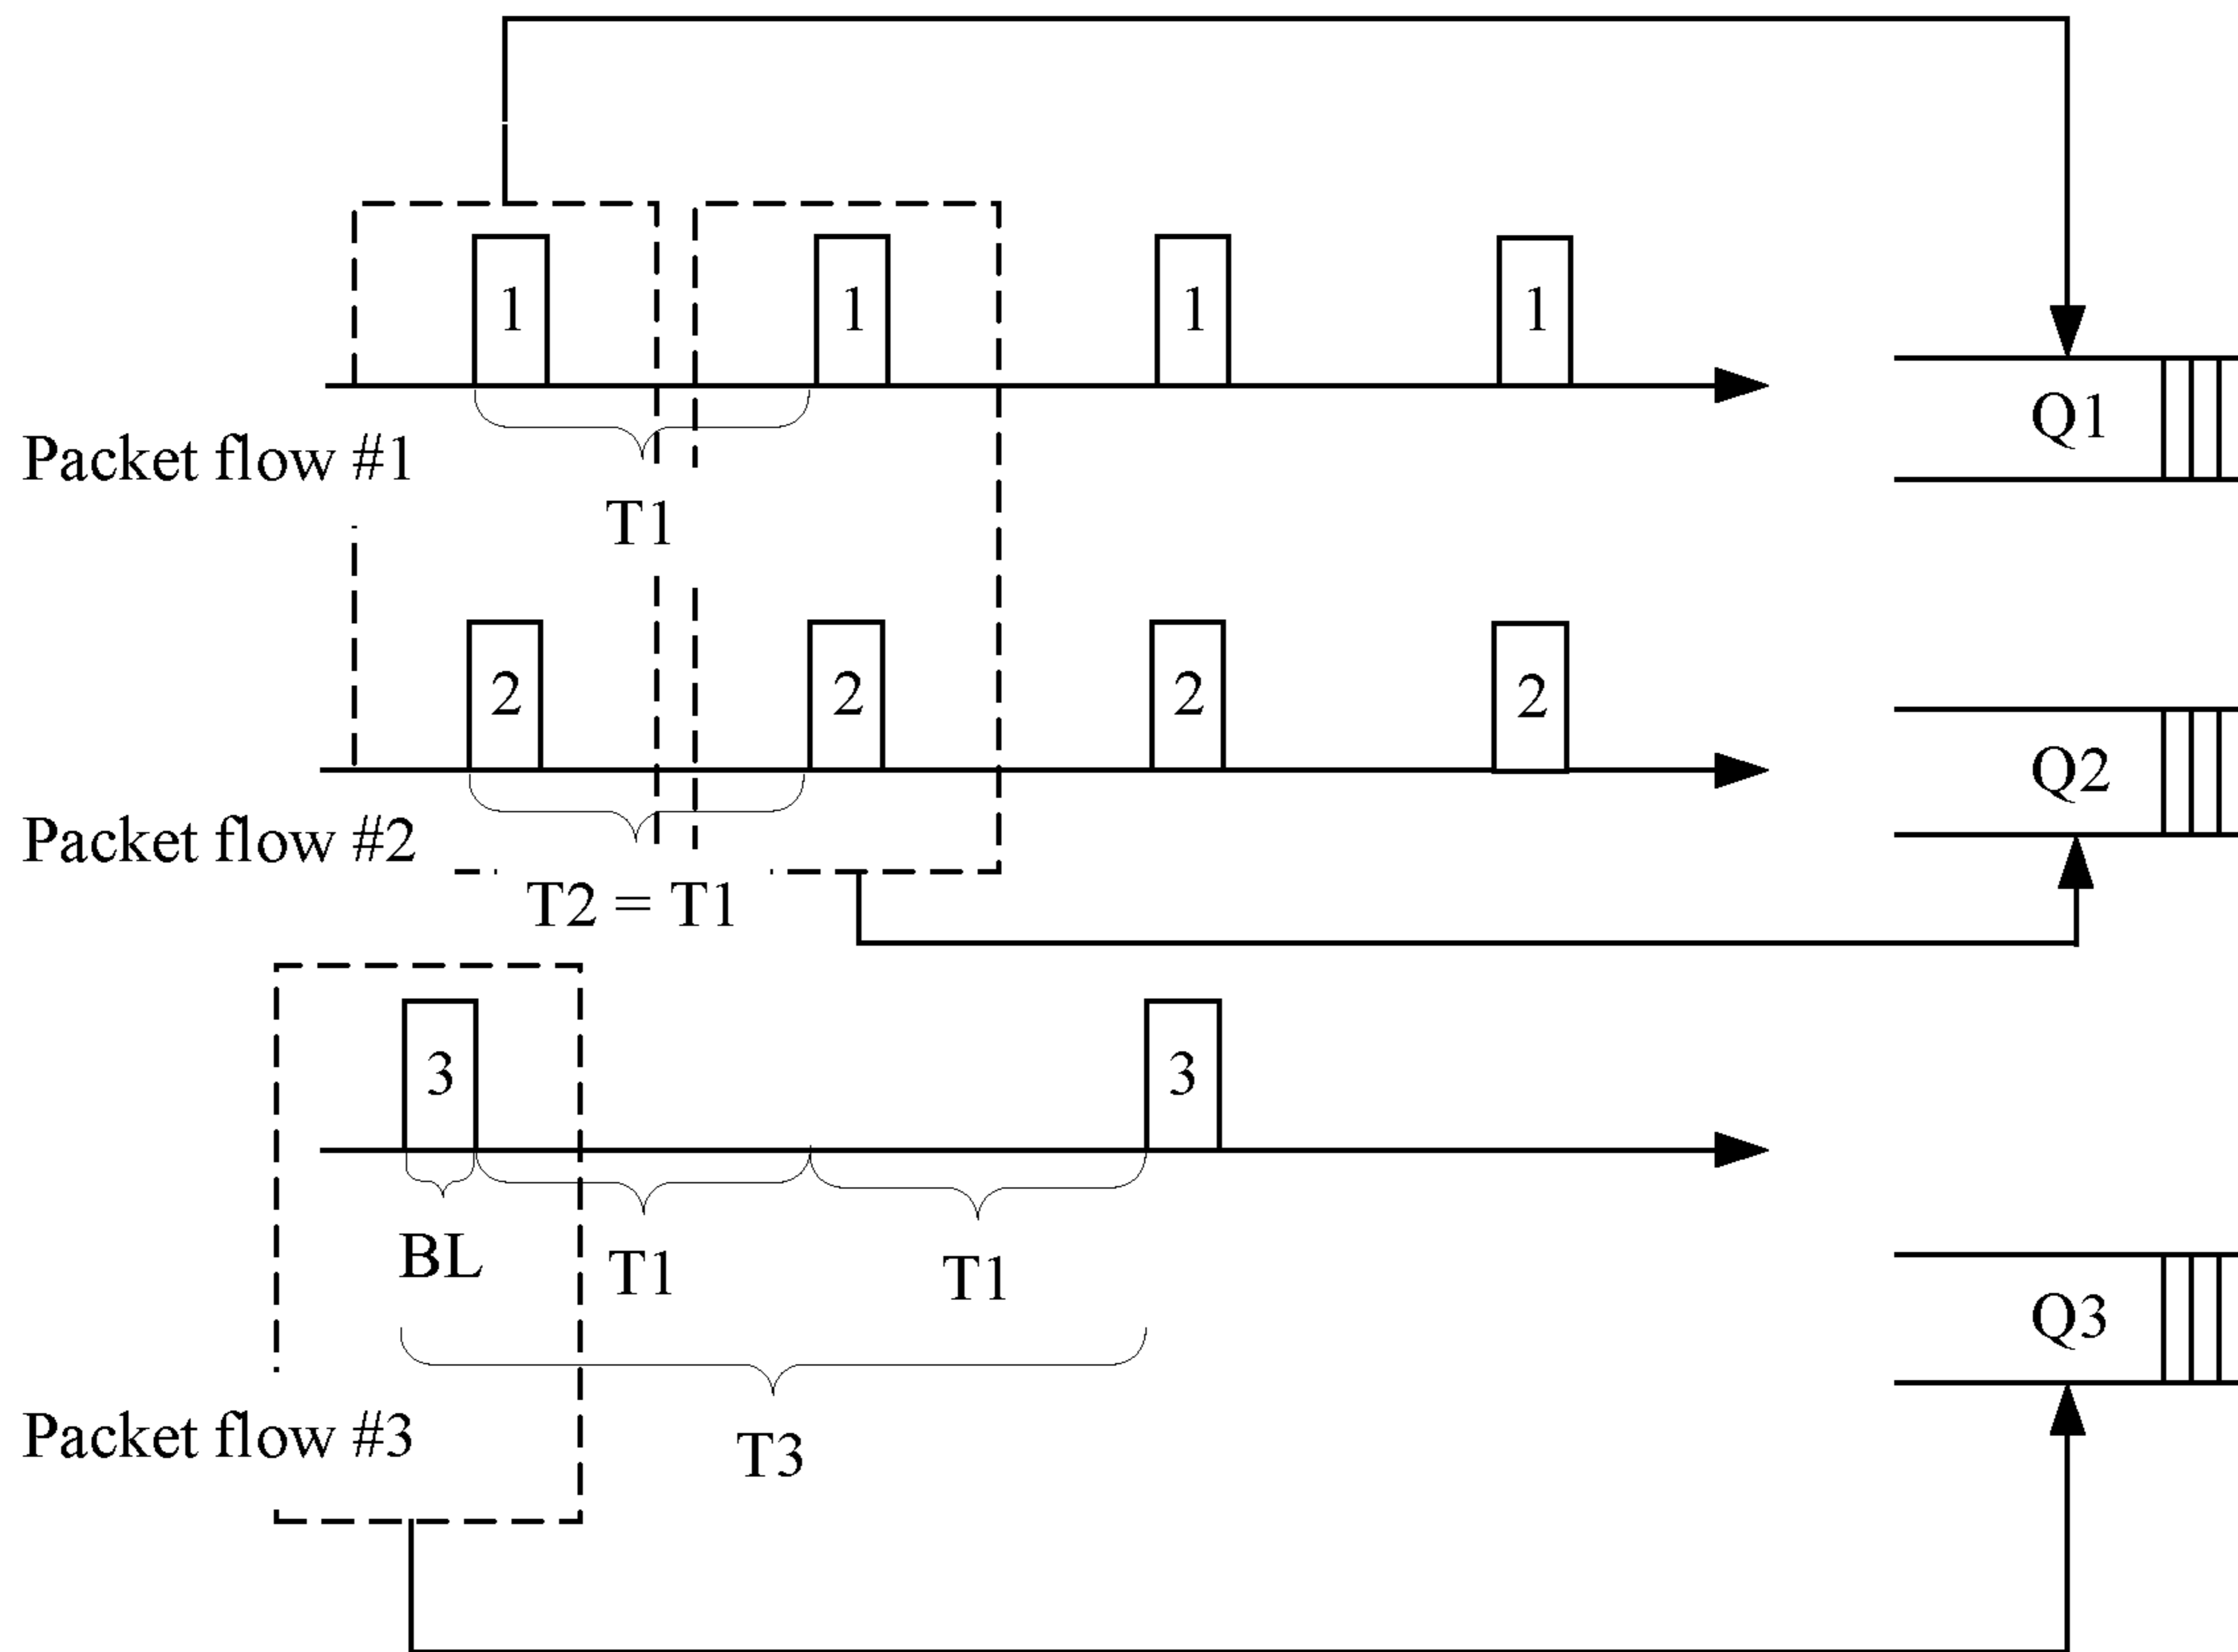 1 1 1 1
Q1
Packet flow #1
T1
2 2 2 2
Q2
Packet flow #2
T2 = T1
3 3
BL T1 T1
Q3
Packet flow #3
T3